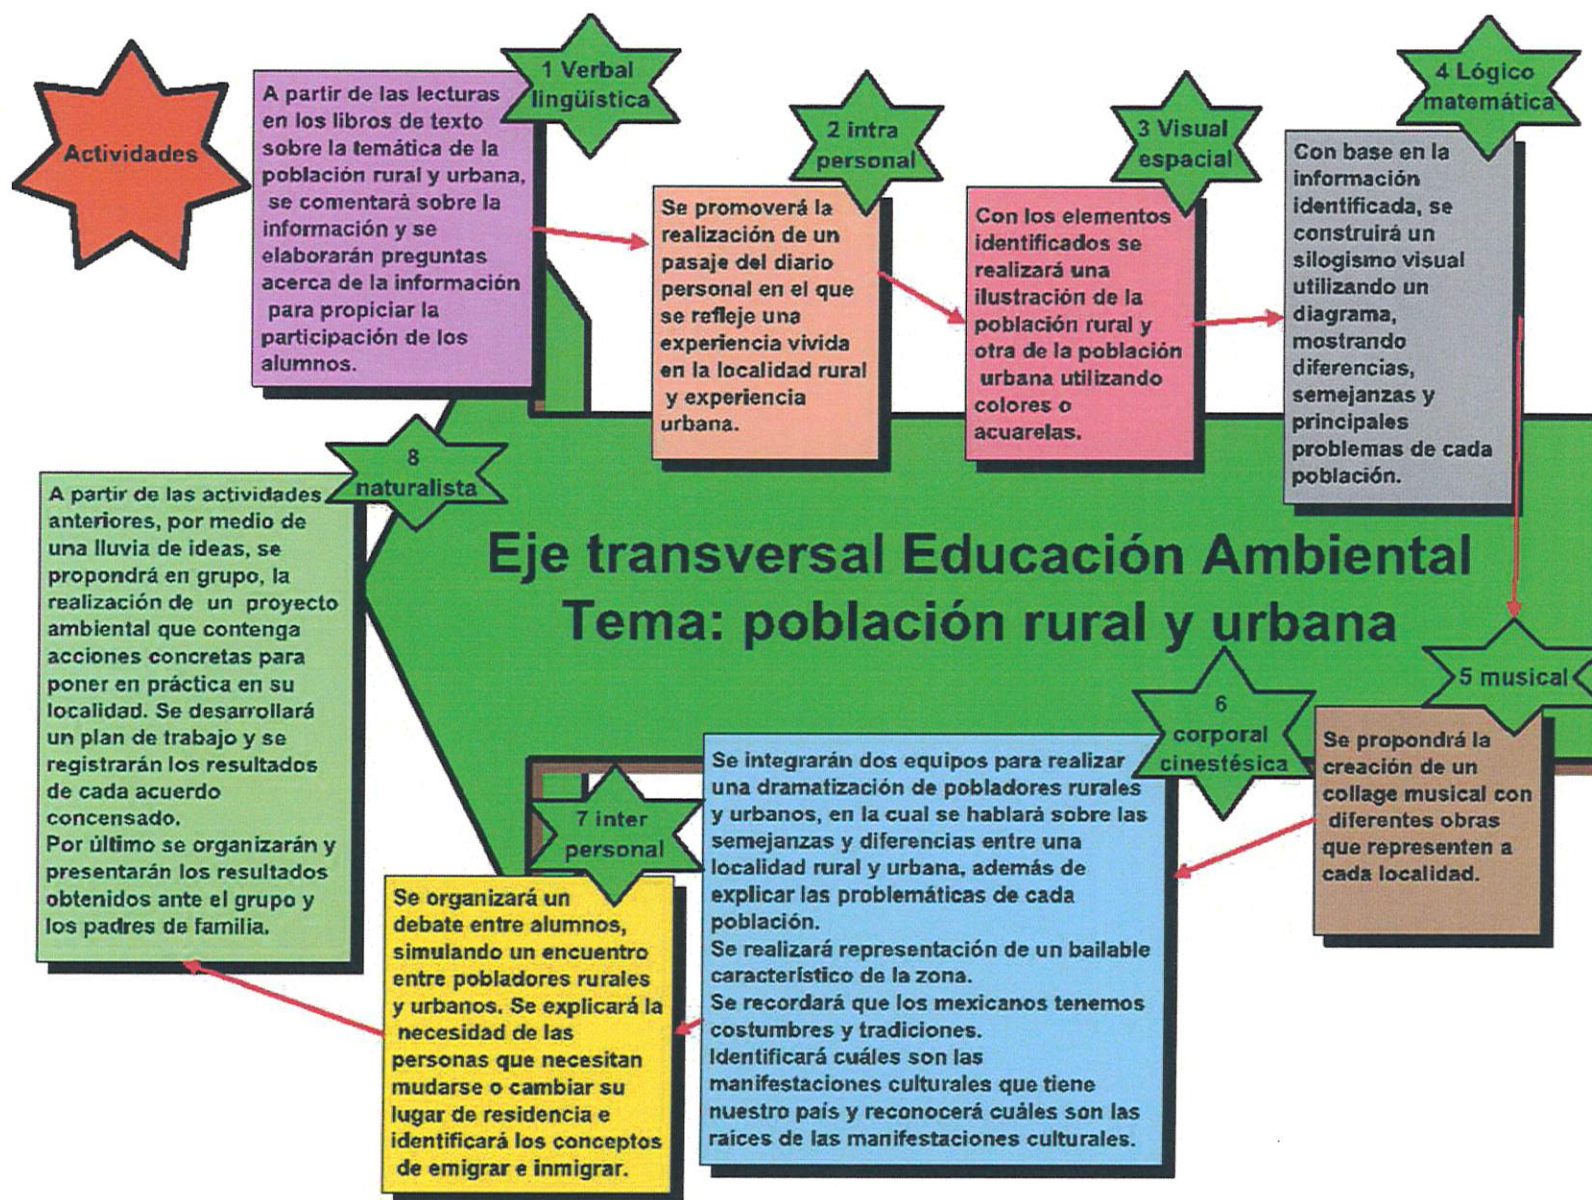 Actividades
1 Verbal
lingüística
A partir de las lecturas
en los libros de texto
sobre la temática de la
población rural y urbana,
se comentará sobre la
información y se
elaborarán preguntas
acerca de la información
para propiciar la
participación de los
alumnos.
2 intra
personal
Se promoverá la
realización de un
pasaje del diario
personal en el que
se refleje una
experiencia vivida
en la localidad rural
y experiencia
urbana.
3 Visual
espacial
Con los elementos
identificados se
realizará una
ilustración de la
población rural y
otra de la población
urbana utilizando
colores o
acuarelas.
4 Lógico
matemática
Con base en la
información
identificada, se
construirá un
silogismo visual
utilizando un
diagrama,
mostrando
diferencias,
semejanzas y
principales
problemas de cada
población.
Eje transversal Educación Ambiental
Tema: población rural y urbana
5 musical
Se propondrá la
creación de un
collage musical con
diferentes obras
que representen a
cada localidad.
6
corporal
cinestésica
Se integrarán dos equipos para realizar
una dramatización de pobladores rurales
y urbanos, en la cual se hablará sobre las
semejanzas y diferencias entre una
localidad rural y urbana, además de
explicar las problemáticas de cada
población.
Se realizará representación de un bailable
característico de la zona.
Se recordará que los mexicanos tenemos
costumbres y tradiciones.
Identificará cuáles son las
manifestaciones culturales que tiene
nuestro país y reconocerá cuáles son las
raíces de las manifestaciones culturales.
7 inter
personal
Se organizará un
debate entre alumnos,
simulando un encuentro
entre pobladores rurales
y urbanos. Se explicará la
necesidad de las
personas que necesitan
mudarse o cambiar su
lugar de residencia e
identificará los conceptos
de emigrar e inmigrar.
8
naturalista
A partir de las actividades
anteriores, por medio de
una lluvia de ideas, se
propondrá en grupo, la
realización de un proyecto
ambiental que contenga
acciones concretas para
poner en práctica en su
localidad. Se desarrollará
un plan de trabajo y se
registrarán los resultados
de cada acuerdo
concensado.
Por último se organizarán y
presentarán los resultados
obtenidos ante el grupo y
los padres de familia.